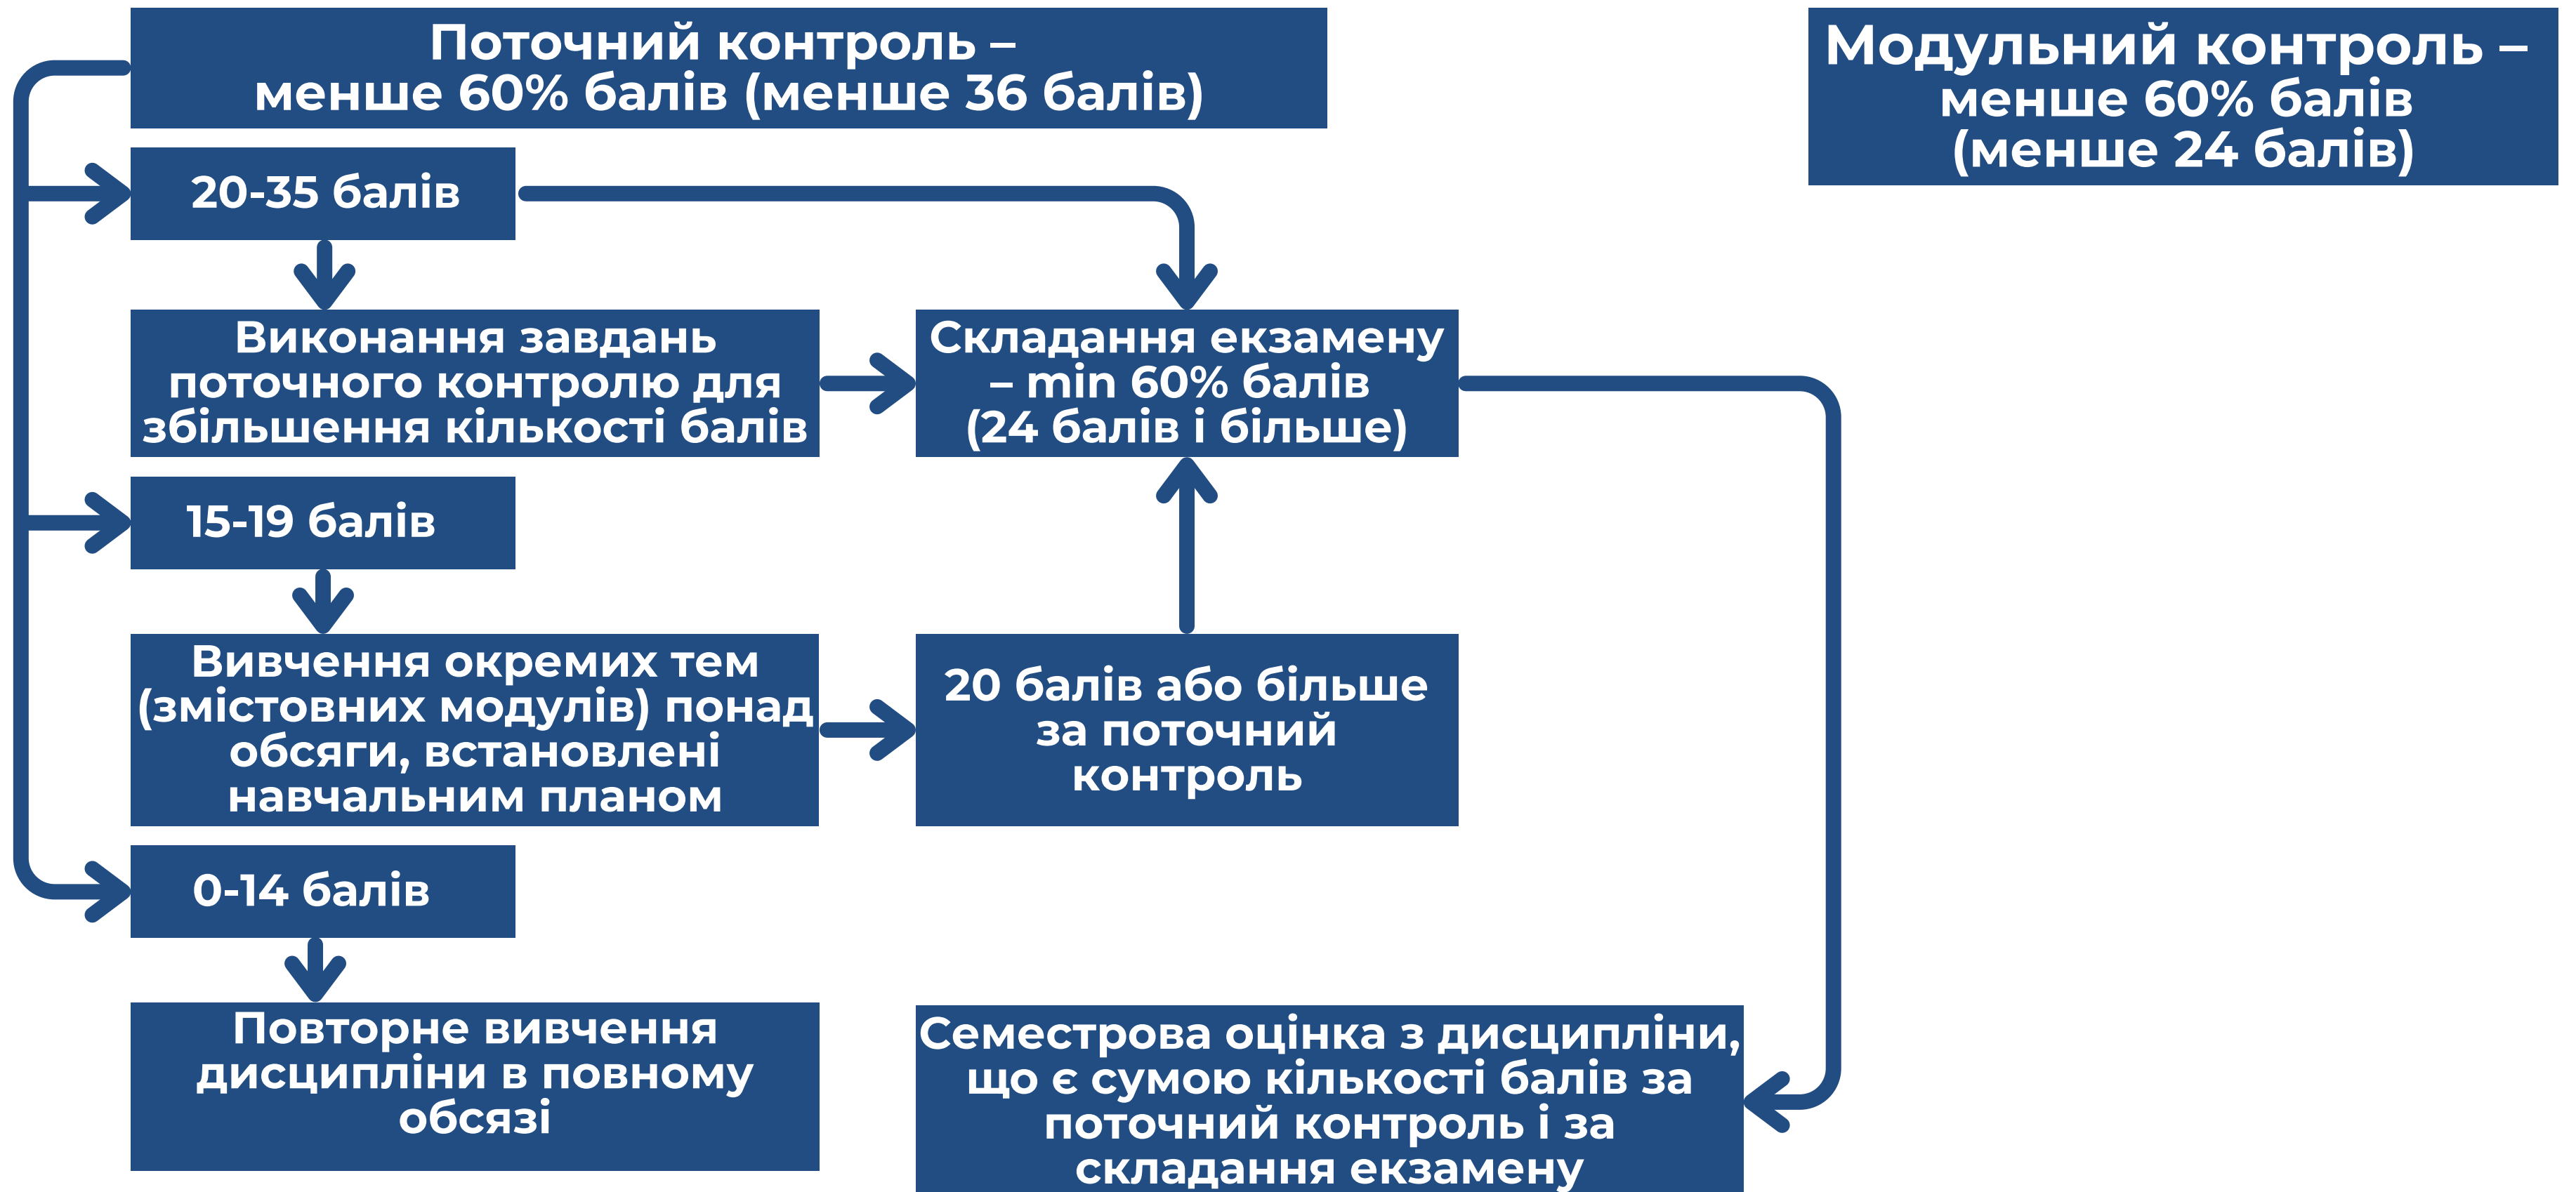 Поточний контроль –
менше 60% балів (менше 36 балів)
Модульний контроль –
менше 60% балів
(менше 24 балів)
20-35 балів
Виконання завдань
поточного контролю для
збільшення кількості балів
Складання екзамену
– min 60% балів
(24 балів і більше)
15-19 балів
Вивчення окремих тем
(змістовних модулів) понад
обсяги, встановлені
навчальним планом
20 балів або більше
за поточний
контроль
0-14 балів
Повторне вивчення
дисципліни в повному
обсязі
Семестрова оцінка з дисципліни,
що є сумою кількості балів за
поточний контроль і за
складання екзамену